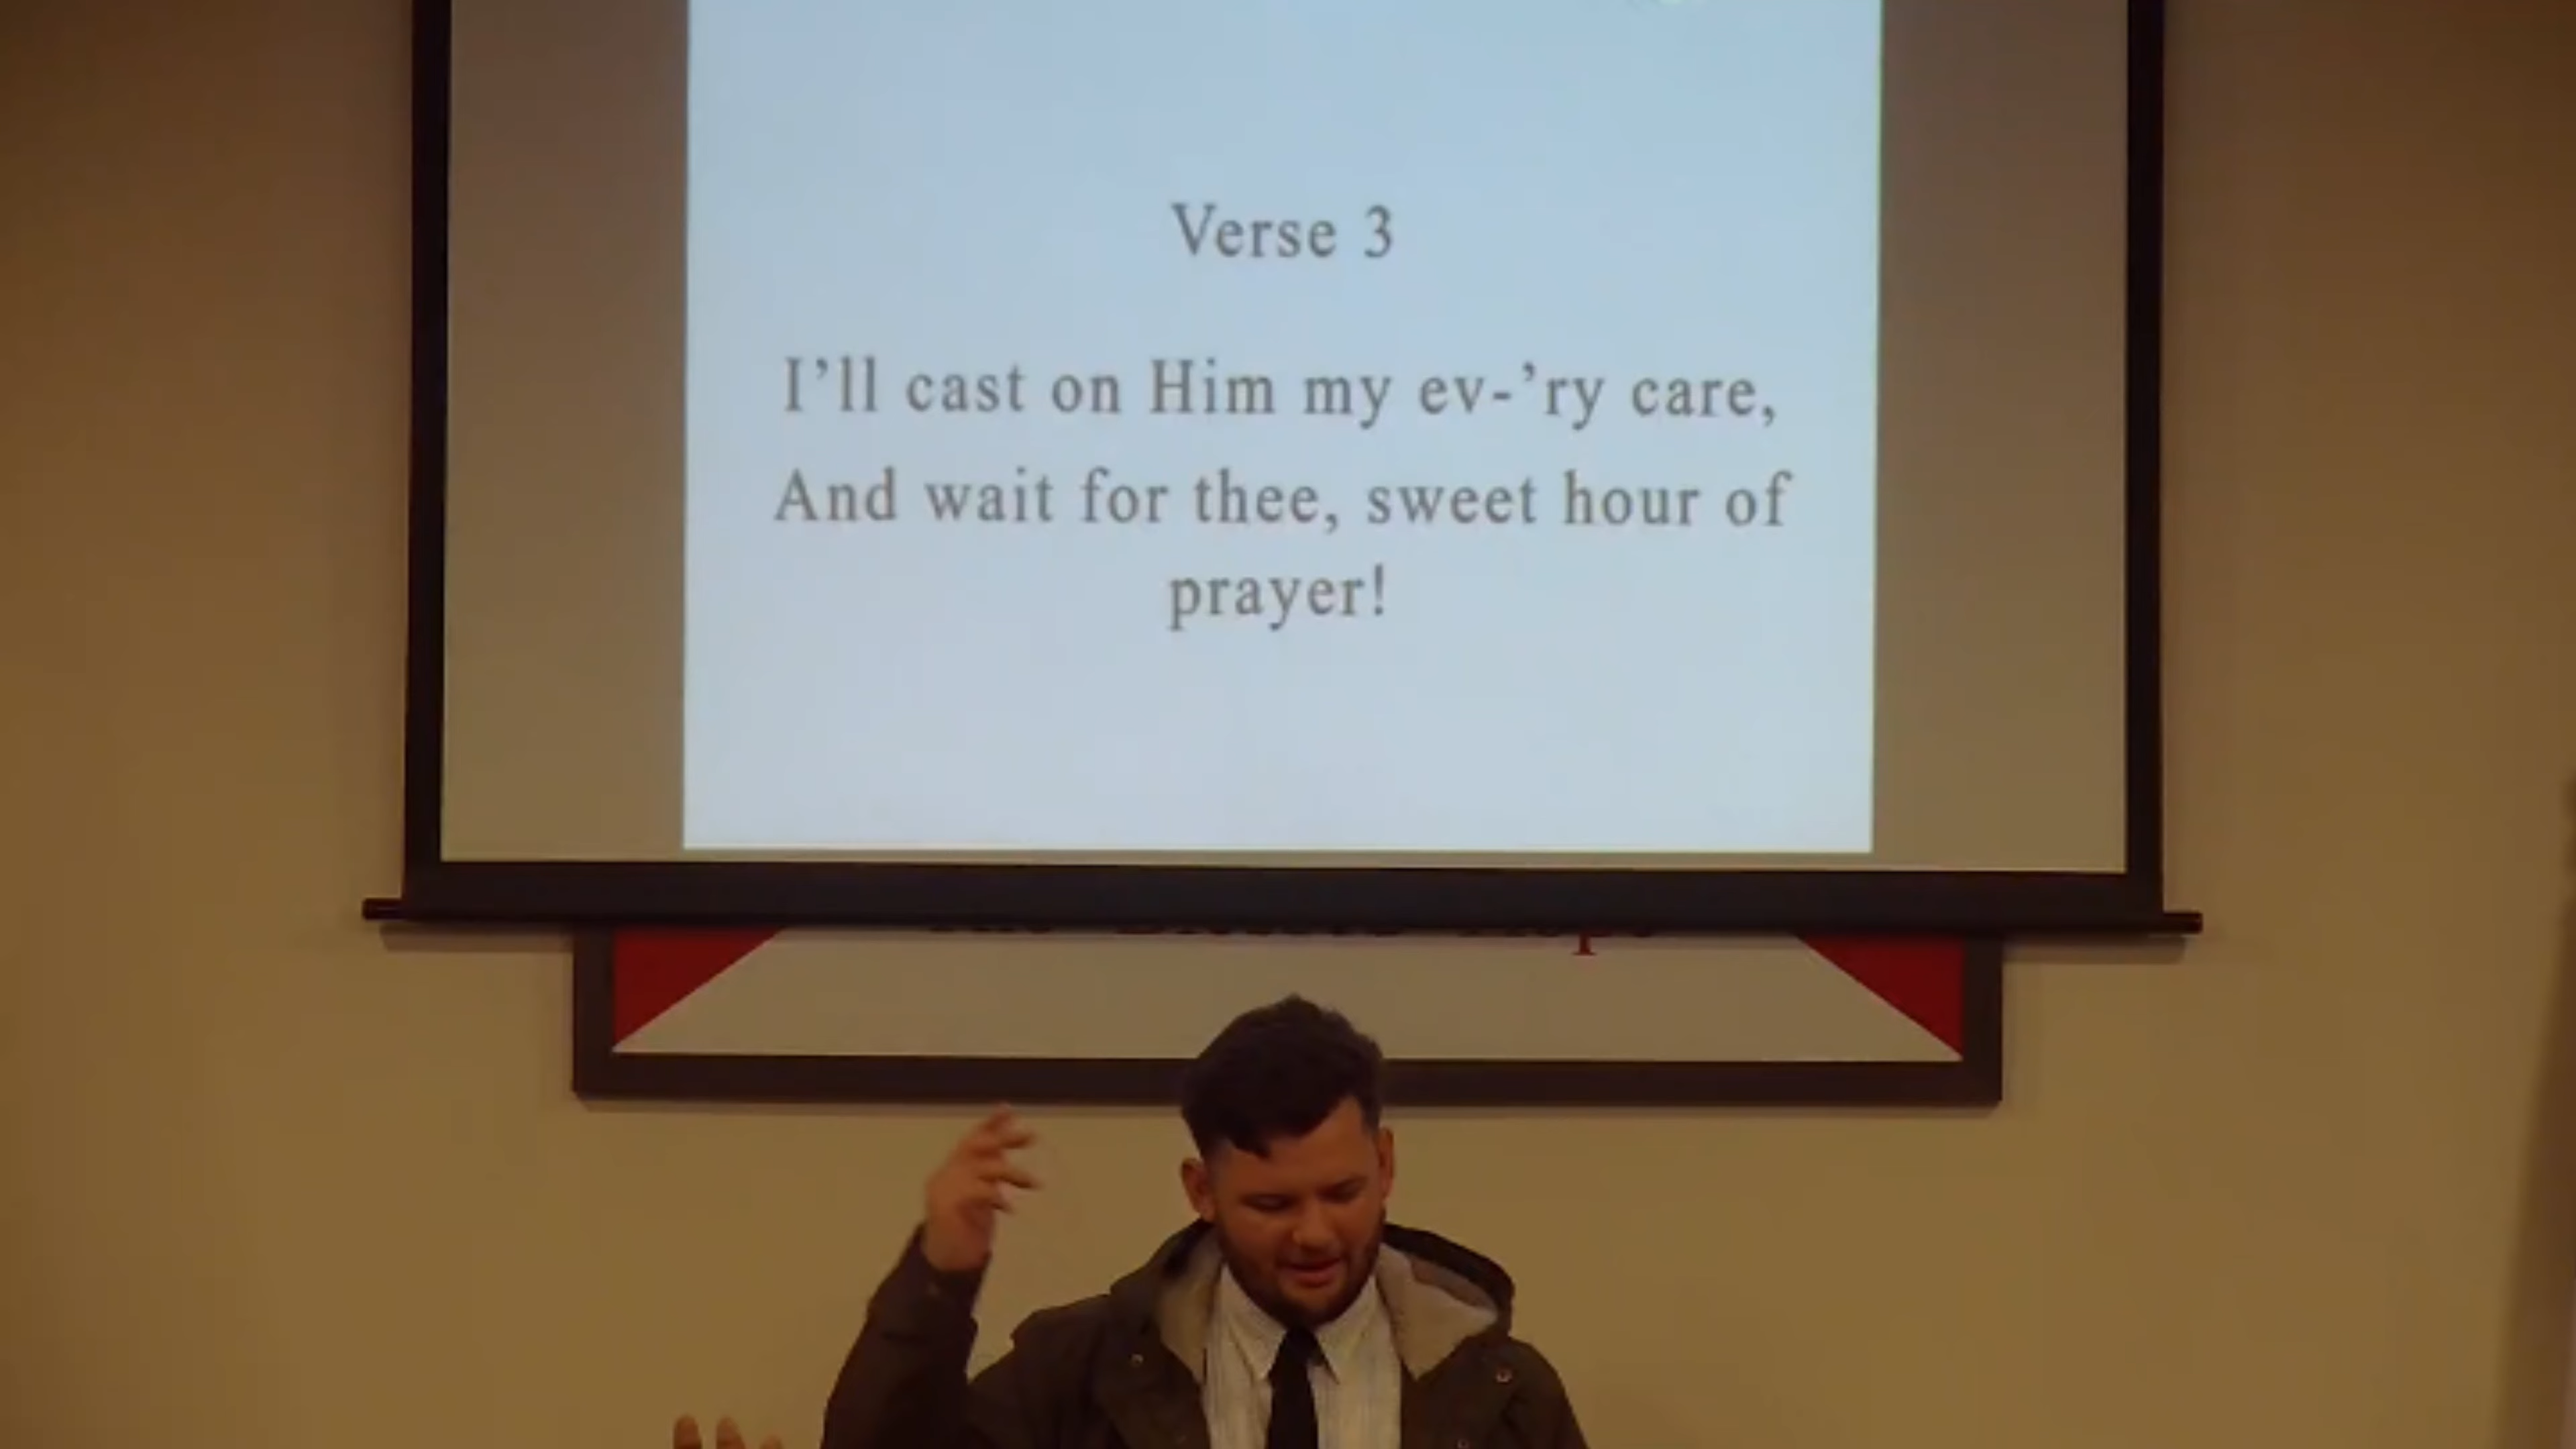 Verse 3
I’ll cast on Him my ev-’ry care,
And wait for thee, sweet hour of
prayer!